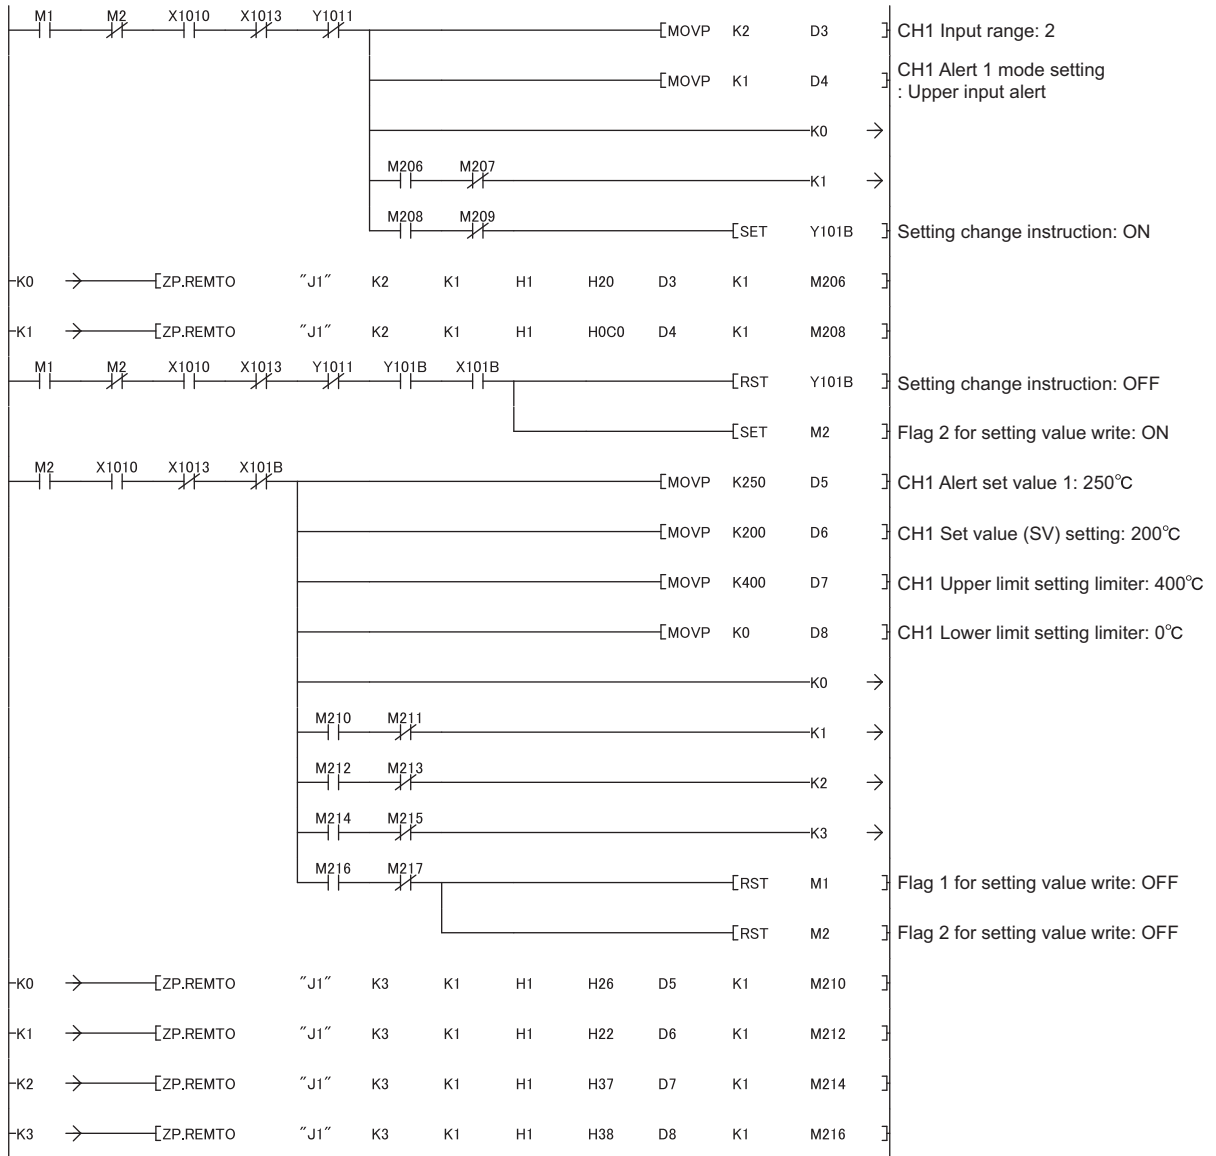 M1 M2 X1010 X1013 Y1011
[MOVP K2 D3 ] CH1 Input range: 2
[MOVP K1 D4 ] CH1 Alert 1 mode setting
: Upper input alert
K0
M206 M207
K1
M208 M209
[SET Y101B ] Setting change instruction: ON
K0 [ZP.REMTO "J1" K2 K1 H1 H20 D3 K1 M206 ]
K1 [ZP.REMTO "J1" K2 K1 H1 H0C0 D4 K1 M208 ]
M1 M2 X1010 X1013 Y1011 Y101B X101B
[RST Y101B ] Setting change instruction: OFF
[SET M2 ] Flag 2 for setting value write: ON
M2 X1010 X1013 X101B
[MOVP K250 D5 ] CH1 Alert set value 1: 250℃
[MOVP K200 D6 ] CH1 Set value (SV) setting: 200℃
[MOVP K400 D7 ] CH1 Upper limit setting limiter: 400℃
[MOVP K0 D8 ] CH1 Lower limit setting limiter: 0℃
K0
M210 M211
K1
M212 M213
K2
M214 M215
K3
M216 M217
[RST M1 ] Flag 1 for setting value write: OFF
[RST M2 ] Flag 2 for setting value write: OFF
K0 [ZP.REMTO "J1" K3 K1 H1 H26 D5 K1 M210 ]
K1 [ZP.REMTO "J1" K3 K1 H1 H22 D6 K1 M212 ]
K2 [ZP.REMTO "J1" K3 K1 H1 H37 D7 K1 M214 ]
K3 [ZP.REMTO "J1" K3 K1 H1 H38 D8 K1 M216 ]